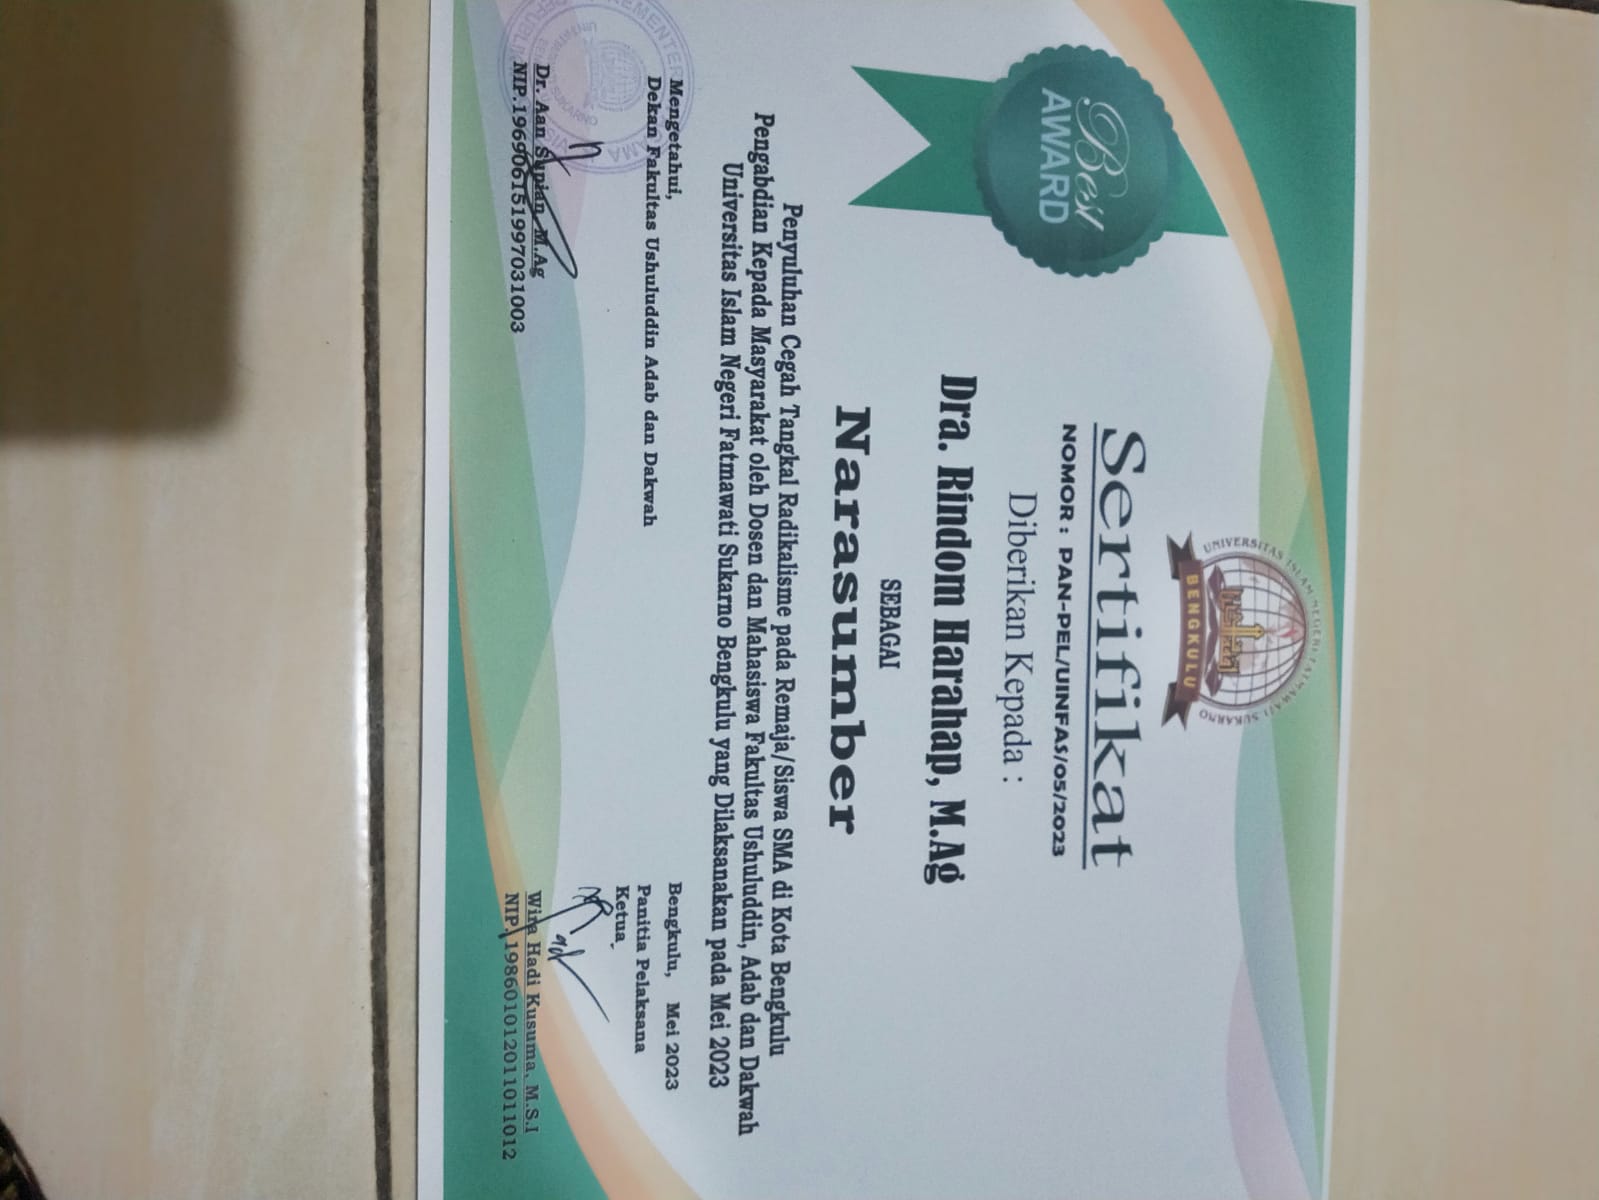 UNIVERSITAS ISLAM NEGERI FATMAWATI SUKARNO
BENGKULU
Best
AWARD
Sertifikat
NOMOR : PAN-PEL/UINFAS/05/2023
Diberikan Kepada :
Dra. Rindom Harahap, M.Ag
SEBAGAI
Narasumber
Penyuluhan Cegah Tangkal Radikalisme pada Remaja/Siswa SMA di Kota Bengkulu
Pengabdian Kepada Masyarakat oleh Dosen dan Mahasiswa Fakultas Ushuluddin, Adab dan Dakwah
Universitas Islam Negeri Fatmawati Sukarno Bengkulu yang Dilaksanakan pada Mei 2023
Mengetahui,
Dekan Fakultas Ushuluddin Adab dan Dakwah
Dr. Aan Supian, M.Ag
NIP.196906151997031003
Bengkulu, Mei 2023
Panitia Pelaksana
Ketua,
Wira Hadi Kusuma, M.S.I
NIP. 198601012011011012